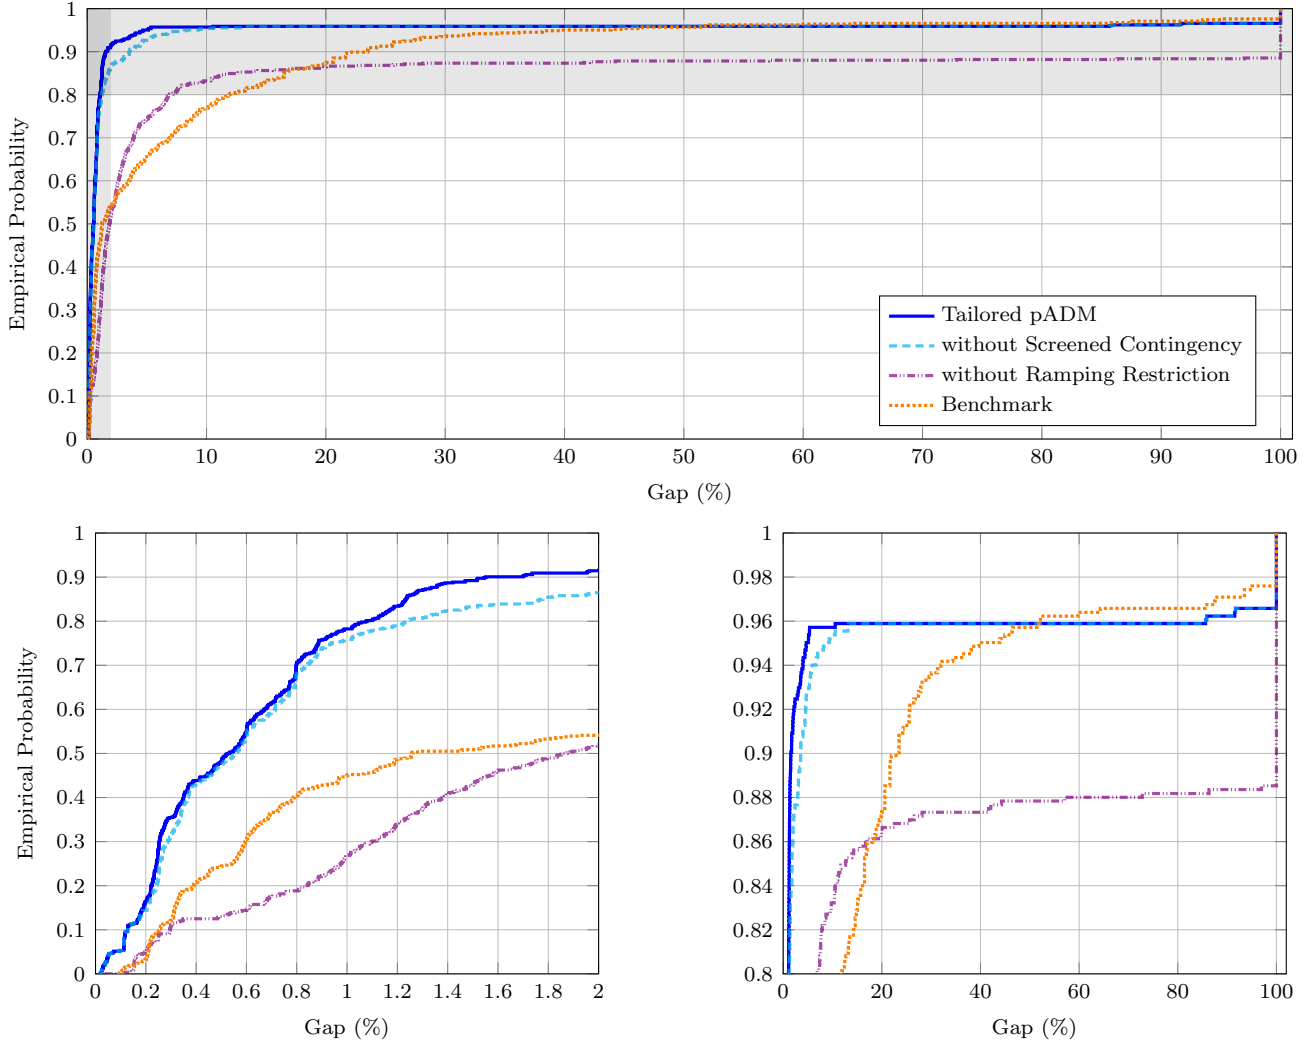 1
0.9
0.8
0.7
0.6
0.5
0.4
0.3
0.2
0.1
0
Empirical Probability
0 10 20 30 40 50 60 70 80 90 100
Gap (%)
Tailored pADM
without Screened Contingency
without Ramping Restriction
Benchmark
1
0.9
0.8
0.7
0.6
0.5
0.4
0.3
0.2
0.1
0
Empirical Probability
0 0.2 0.4 0.6 0.8 1 1.2 1.4 1.6 1.8 2
Gap (%)
1
0.98
0.96
0.94
0.92
0.9
0.88
0.86
0.84
0.82
0.8
0 20 40 60 80 100
Gap (%)